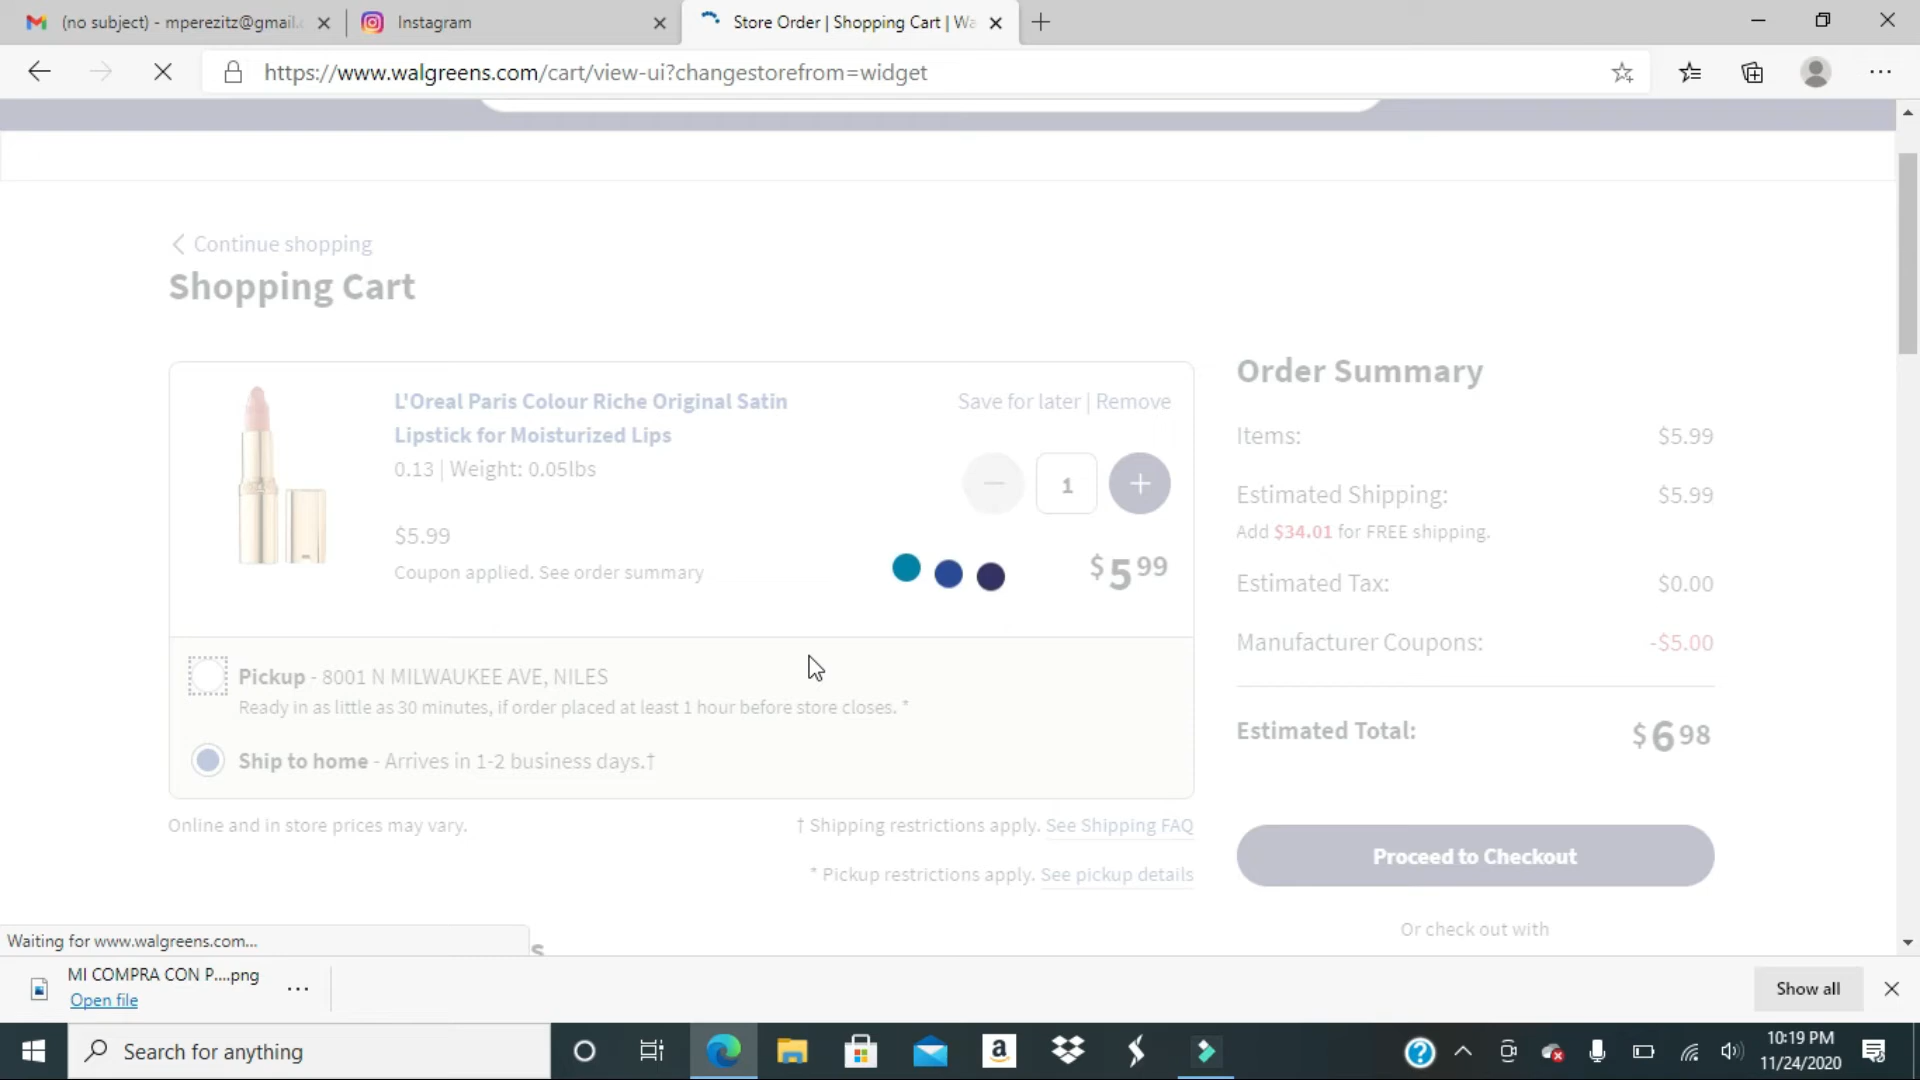 (no subject) - mperezitz@gmail.c
Instagram
Store Order | Shopping Cart | Wa
https://www.walgreens.com/cart/view-ui?changestorefrom=widget
Continue shopping
Shopping Cart
L'Oreal Paris Colour Riche Original Satin
Lipstick for Moisturized Lips
0.13 | Weight: 0.05lbs
Save for later | Remove
1
$5.99
Coupon applied. See order summary
$5 99
Pickup - 8001 N MILWAUKEE AVE, NILES
Ready in as little as 30 minutes, if order placed at least 1 hour before store closes. *
Ship to home - Arrives in 1-2 business days.†
Online and in store prices may vary.
† Shipping restrictions apply. See Shipping FAQ
* Pickup restrictions apply. See pickup details
Order Summary
Items: $5.99
Estimated Shipping: $5.99
Add $34.01 for FREE shipping.
Estimated Tax: $0.00
Manufacturer Coupons: -$5.00
Estimated Total: $6 98
Proceed to Checkout
Or check out with
Waiting for www.walgreens.com...
MI COMPRA CON P....png
Open file
Show all
Search for anything
10:19 PM
11/24/2020